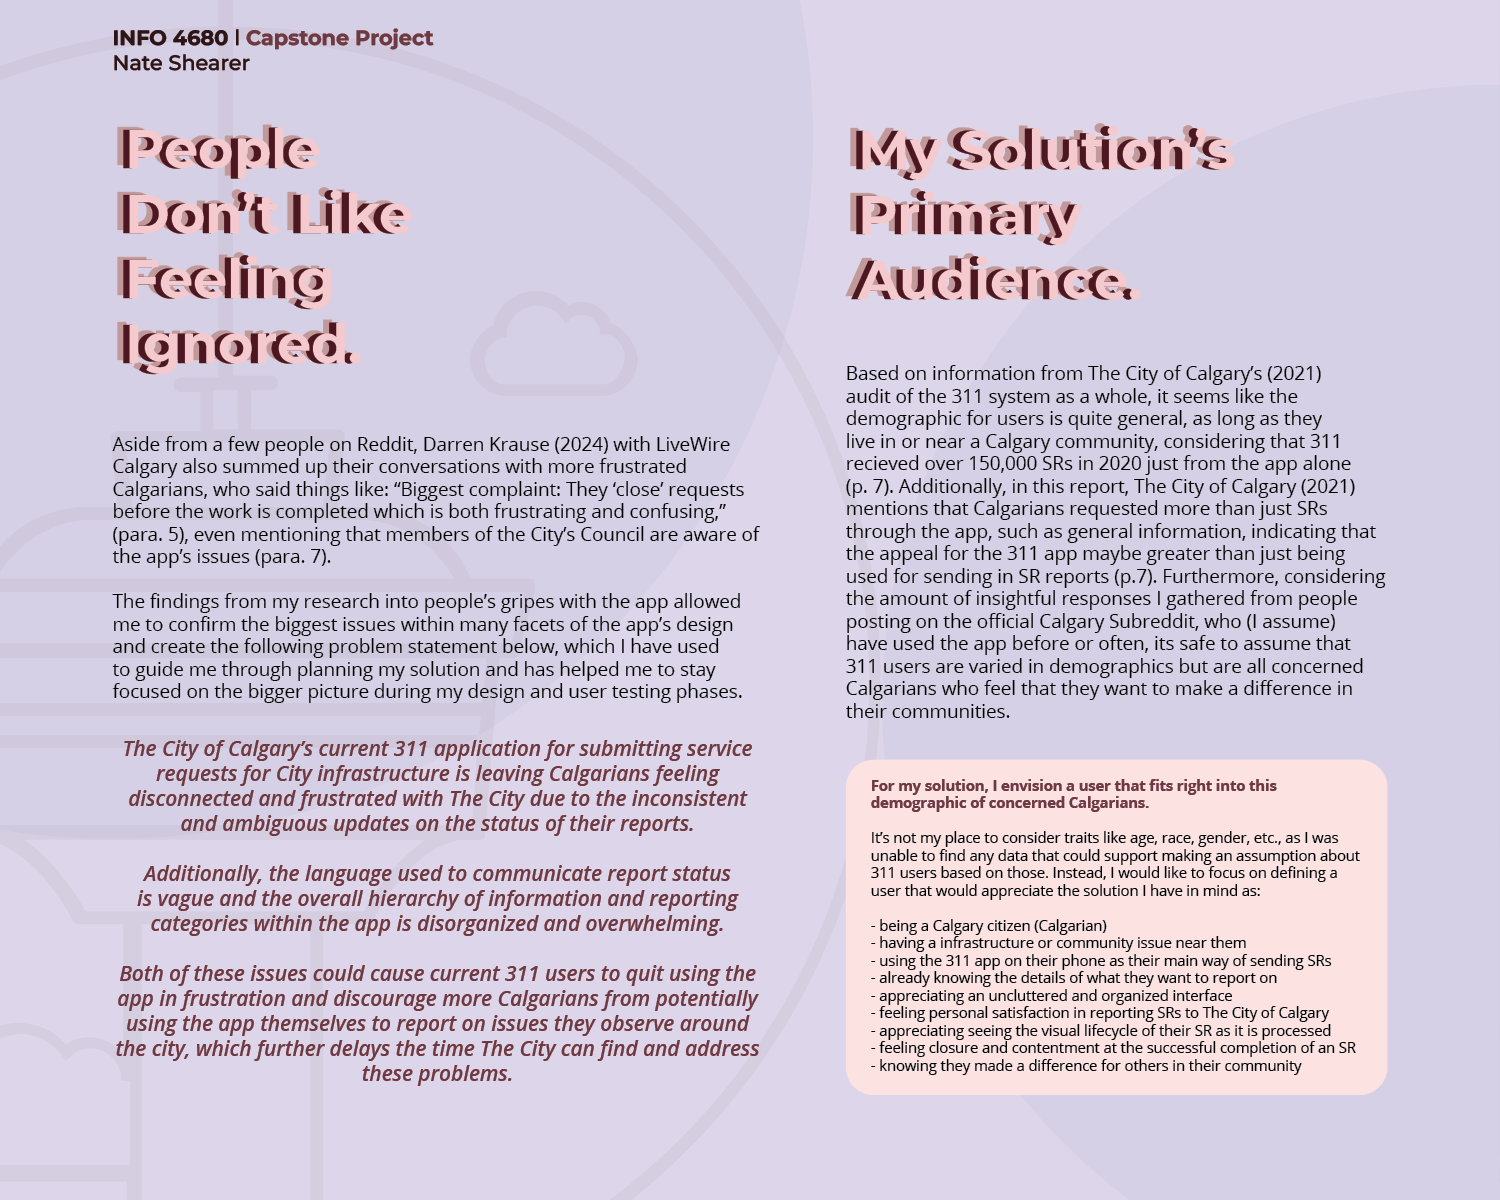 INFO 4680 | Capstone Project
Nate Shearer
People
Don’t Like
Feeling
Ignored.
Aside from a few people on Reddit, Darren Krause (2024) with LiveWire
Calgary also summed up their conversations with more frustrated
Calgarians, who said things like: “Biggest complaint: They ‘close’ requests
before the work is completed which is both frustrating and confusing,”
(para. 5), even mentioning that members of the City’s Council are aware of
the app’s issues (para. 7).
The findings from my research into people’s gripes with the app allowed
me to confirm the biggest issues within many facets of the app’s design
and create the following problem statement below, which I have used
to guide me through planning my solution and has helped me to stay
focused on the bigger picture during my design and user testing phases.
The City of Calgary’s current 311 application for submitting service
requests for City infrastructure is leaving Calgarians feeling
disconnected and frustrated with The City due to the inconsistent
and ambiguous updates on the status of their reports.
Additionally, the language used to communicate report status
is vague and the overall hierarchy of information and reporting
categories within the app is disorganized and overwhelming.
Both of these issues could cause current 311 users to quit using the
app in frustration and discourage more Calgarians from potentially
using the app themselves to report on issues they observe around
the city, which further delays the time The City can find and address
these problems.
My Solution’s
Primary
Audience.
Based on information from The City of Calgary’s (2021)
audit of the 311 system as a whole, it seems like the
demographic for users is quite general, as long as they
live in or near a Calgary community, considering that 311
recieved over 150,000 SRs in 2020 just from the app alone
(p. 7). Additionally, in this report, The City of Calgary (2021)
mentions that Calgarians requested more than just SRs
through the app, such as general information, indicating that
the appeal for the 311 app maybe greater than just being
used for sending in SR reports (p.7). Furthermore, considering
the amount of insightful responses I gathered from people
posting on the official Calgary Subreddit, who (I assume)
have used the app before or often, its safe to assume that
311 users are varied in demographics but are all concerned
Calgarians who feel that they want to make a difference in
their communities.
For my solution, I envision a user that fits right into this
demographic of concerned Calgarians.
It’s not my place to consider traits like age, race, gender, etc., as I was
unable to find any data that could support making an assumption about
311 users based on those. Instead, I would like to focus on defining a
user that would appreciate the solution I have in mind as:
- being a Calgary citizen (Calgarian)
- having a infrastructure or community issue near them
- using the 311 app on their phone as their main way of sending SRs
- already knowing the details of what they want to report on
- appreciating an uncluttered and organized interface
- feeling personal satisfaction in reporting SRs to The City of Calgary
- appreciating seeing the visual lifecycle of their SR as it is processed
- feeling closure and contentment at the successful completion of an SR
- knowing they made a difference for others in their community